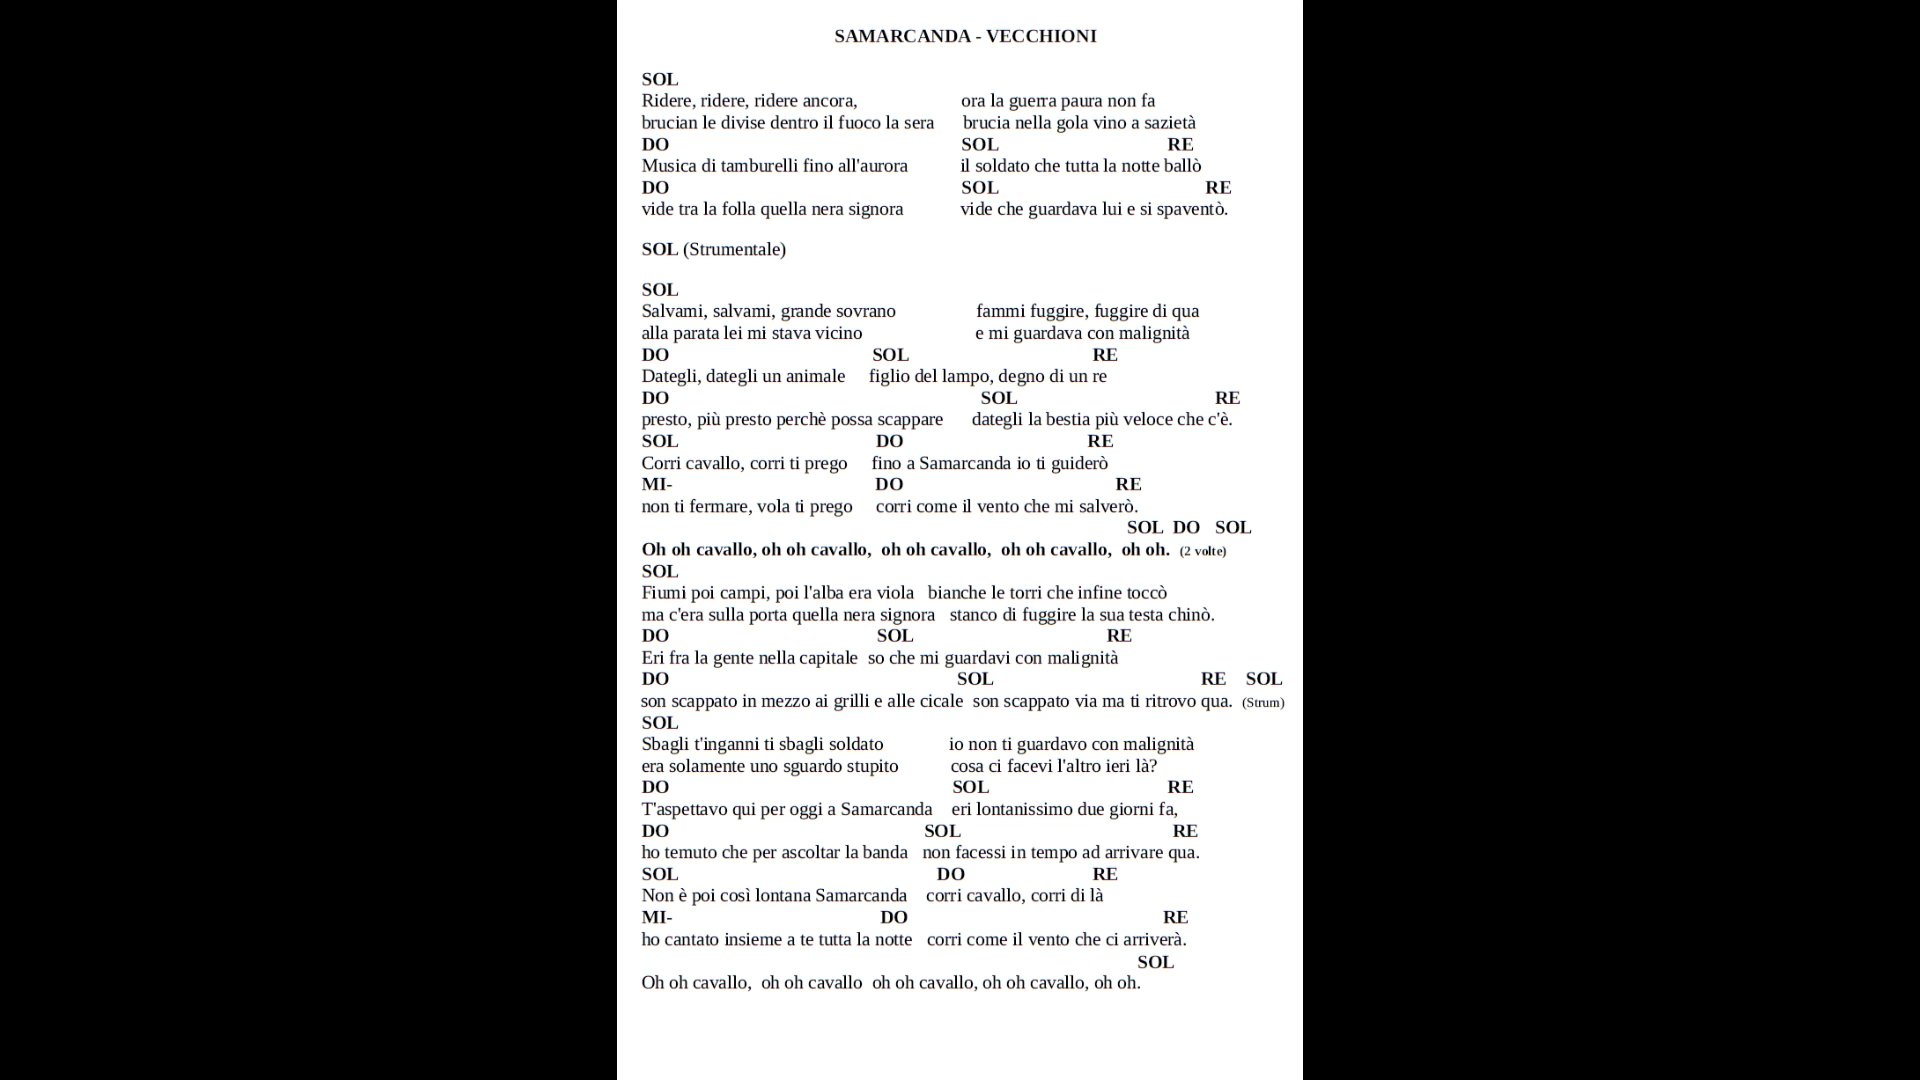 SAMARCANDA - VECCHIONI
SOL
Ridere, ridere, ridere ancora, ora la guerra paura non fa
brucian le divise dentro il fuoco la sera brucia nella gola vino a sazietà
DO SOL RE
Musica di tamburelli fino all'aurora il soldato che tutta la notte ballò
DO SOL RE
vide tra la folla quella nera signora vide che guardava lui e si spaventò.
SOL (Strumentale)
SOL
Salvami, salvami, grande sovrano fammi fuggire, fuggire di qua
alla parata lei mi stava vicino e mi guardava con malignità
DO SOL RE
Dategli, dategli un animale figlio del lampo, degno di un re
DO SOL RE
presto, più presto perchè possa scappare dategli la bestia più veloce che c'è.
SOL DO RE
Corri cavallo, corri ti prego fino a Samarcanda io ti guiderò
MI- DO RE
non ti fermare, vola ti prego corri come il vento che mi salverò.
SOL DO SOL
Oh oh cavallo, oh oh cavallo, oh oh cavallo, oh oh cavallo, oh oh. (2 volte)
SOL
Fiumi poi campi, poi l'alba era viola bianche le torri che infine toccò
ma c'era sulla porta quella nera signora stanco di fuggire la sua testa chinò.
DO SOL RE
Eri fra la gente nella capitale so che mi guardavi con malignità
DO SOL RE SOL
son scappato in mezzo ai grilli e alle cicale son scappato via ma ti ritrovo qua. (Strum)
SOL
Sbagli t'inganni ti sbagli soldato io non ti guardavo con malignità
era solamente uno sguardo stupito cosa ci facevi l'altro ieri là?
DO SOL RE
T'aspettavo qui per oggi a Samarcanda eri lontanissimo due giorni fa,
DO SOL RE
ho temuto che per ascoltar la banda non facessi in tempo ad arrivare qua.
SOL DO RE
Non è poi così lontana Samarcanda corri cavallo, corri di là
MI- DO RE
ho cantato insieme a te tutta la notte corri come il vento che ci arriverà.
SOL
Oh oh cavallo, oh oh cavallo oh oh cavallo, oh oh cavallo, oh oh.